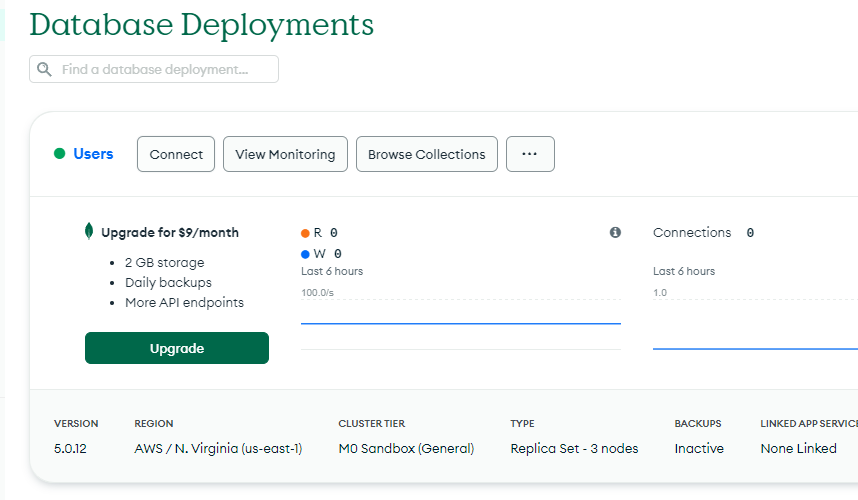 Database Deployments
Find a database deployment...
Users
Connect
View Monitoring
Browse Collections
...
Upgrade for $9/month
• 2 GB storage
• Daily backups
• More API endpoints
Upgrade
R 0
W 0
Last 6 hours
100.0/s
Connections 0
Last 6 hours
1.0
VERSION
5.0.12
REGION
AWS / N. Virginia (us-east-1)
CLUSTER TIER
M0 Sandbox (General)
TYPE
Replica Set - 3 nodes
BACKUPS
Inactive
LINKED APP
None Linked